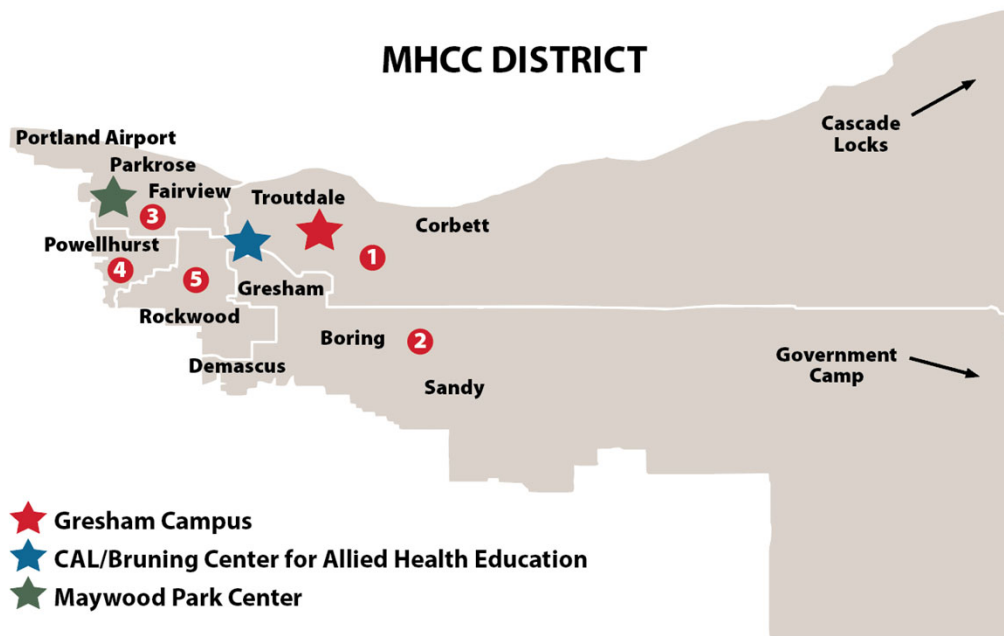 MHCC DISTRICT
Cascade
Locks
Portland Airport
Parkrose
Fairview
Troutdale
3
Corbett
Powellhurst
1
4
5
Gresham
Rockwood
Boring
2
Government
Camp
Demascus
Sandy
Gresham Campus
CAL/Bruning Center for Allied Health Education
Maywood Park Center